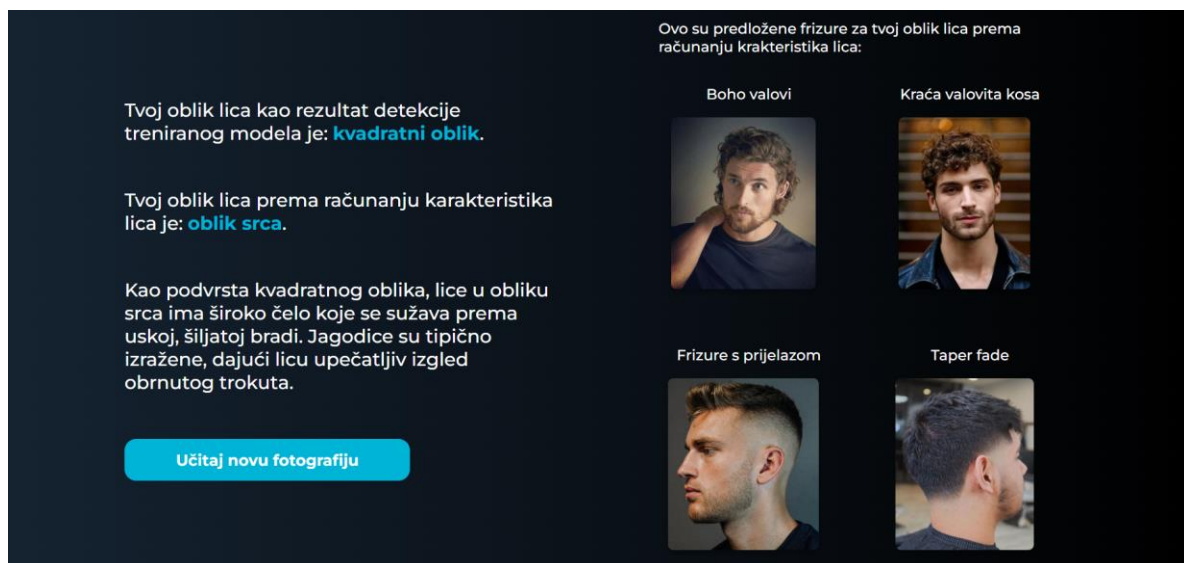 Tvoj oblik lica kao rezultat detekcije
treniranog modela je: kvadratni oblik.
Tvoj oblik lica prema računanju karakteristika
lica je: oblik srca.
Kao podvrsta kvadratnog oblika, lice u obliku
srca ima široko čelo koje se sužava prema
uskoj, šiljatoj bradi. Jagodice su tipično
izražene, dajući licu upečatljiv izgled
obrnutog trokuta.
Učitaj novu fotografiju
Ovo su predložene frizure za tvoj oblik lica prema
računanju krakteristika lica:
Boho valovi
Kraća valovita kosa
Frizure s prijelazom
Taper fade